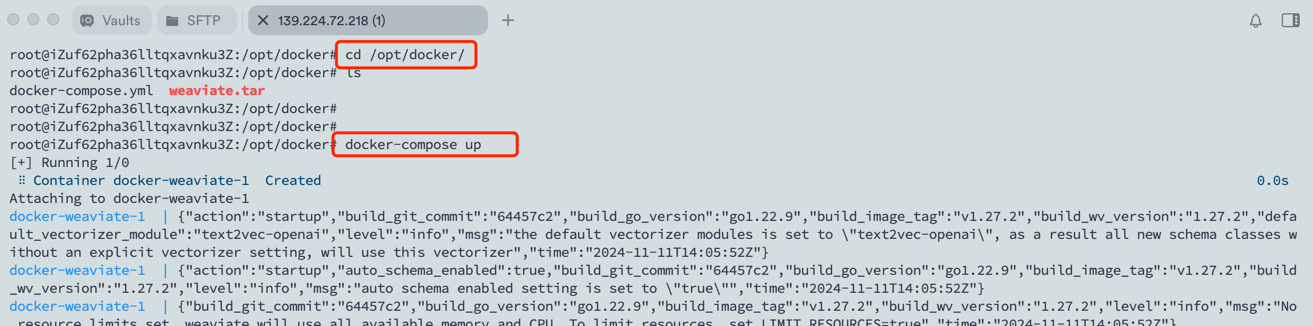 Vaults SFTP 139.224.72.218 (1)
root@iZuf62pha36lltqxavnku3Z:/opt/docker# cd /opt/docker/
root@iZuf62pha36lltqxavnku3Z:/opt/docker# ls
docker-compose.yml  weaviate.tar
root@iZuf62pha36lltqxavnku3Z:/opt/docker#
root@iZuf62pha36lltqxavnku3Z:/opt/docker#
root@iZuf62pha36lltqxavnku3Z:/opt/docker# docker-compose up
[+] Running 1/0
⠿ Container docker-weaviate-1  Created 0.0s
Attaching to docker-weaviate-1
docker-weaviate-1  | {"action":"startup","build_git_commit":"64457c2","build_go_version":"go1.22.9","build_image_tag":"v1.27.2","build_wv_version":"1.27.2","defa
ult_vectorizer_module":"text2vec-openai","level":"info","msg":"the default vectorizer modules is set to \"text2vec-openai\", as a result all new schema classes w
ithout an explicit vectorizer setting, will use this vectorizer","time":"2024-11-11T14:05:52Z"}
docker-weaviate-1  | {"action":"startup","auto_schema_enabled":true,"build_git_commit":"64457c2","build_go_version":"go1.22.9","build_image_tag":"v1.27.2","build
_wv_version":"1.27.2","level":"info","msg":"auto schema enabled setting is set to \"true\"","time":"2024-11-11T14:05:52Z"}
docker-weaviate-1  | {"build_git_commit":"64457c2","build_go_version":"go1.22.9","build_image_tag":"v1.27.2","build_wv_version":"1.27.2","level":"info","msg":"No
resource limits set, weaviate will use all available memory and CPU. To limit resources, set LIMIT_RESOURCES=true","time":"2024-11-11T14:05:52Z"}